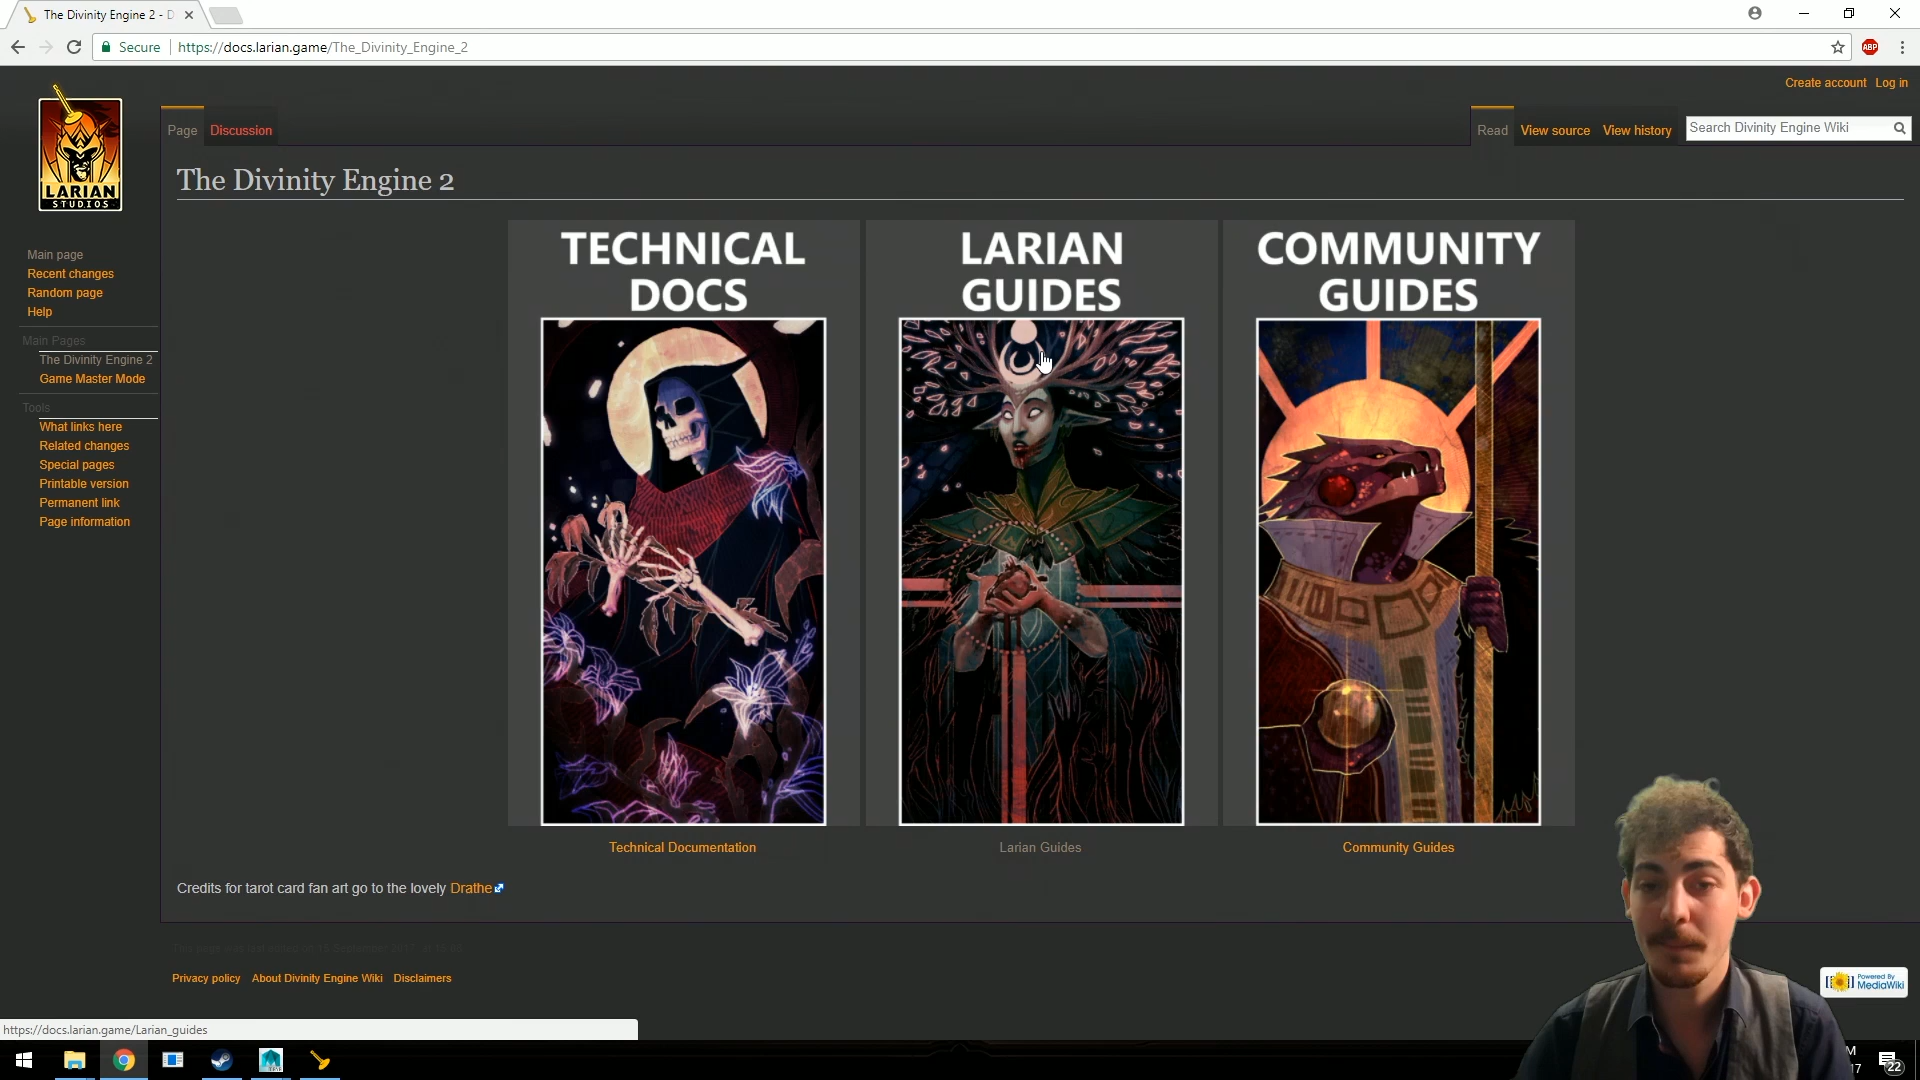 The Divinity Engine 2 - D
Secure https://docs.larian.game/The_Divinity_Engine_2
ABP
Create account Log in
LARIAN
STUDIOS
Page Discussion
Read View source View history Search Divinity Engine Wiki
The Divinity Engine 2
Main page
Recent changes
Random page
Help
Main Pages
The Divinity Engine 2
Game Master Mode
Tools
What links here
Related changes
Special pages
Printable version
Permanent link
Page information
TECHNICAL
DOCS
LARIAN
GUIDES
COMMUNITY
GUIDES
Technical Documentation
Larian Guides
Community Guides
Credits for tarot card fan art go to the lovely Drathe
Privacy policy About Divinity Engine Wiki Disclaimers
Powered By
MediaWiki
https://docs.larian.game/Larian_guides
M
17
22